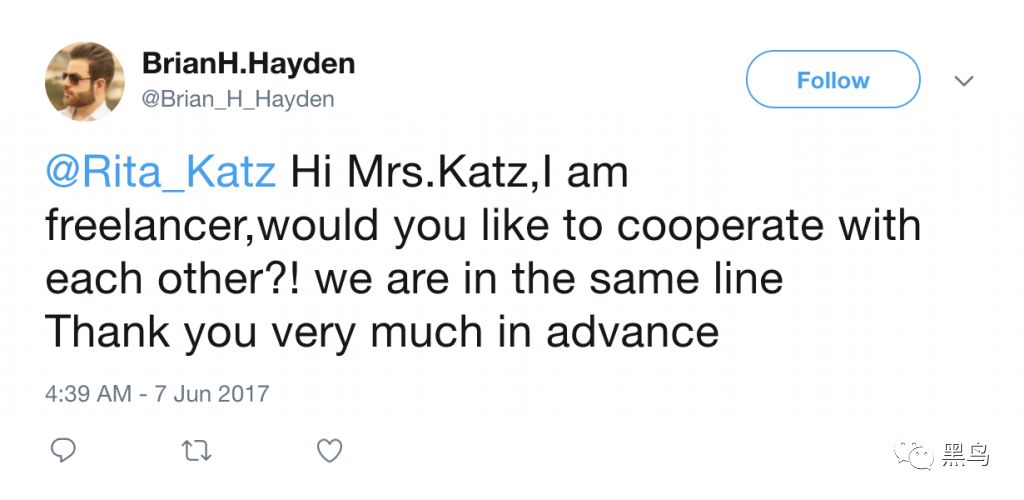 BrianH.Hayden
@Brian_H_Hayden
Follow
@Rita_Katz Hi Mrs.Katz,I am
freelancer,would you like to cooperate with
each other?! we are in the same line
Thank you very much in advance
4:39 AM - 7 Jun 2017
黑鸟